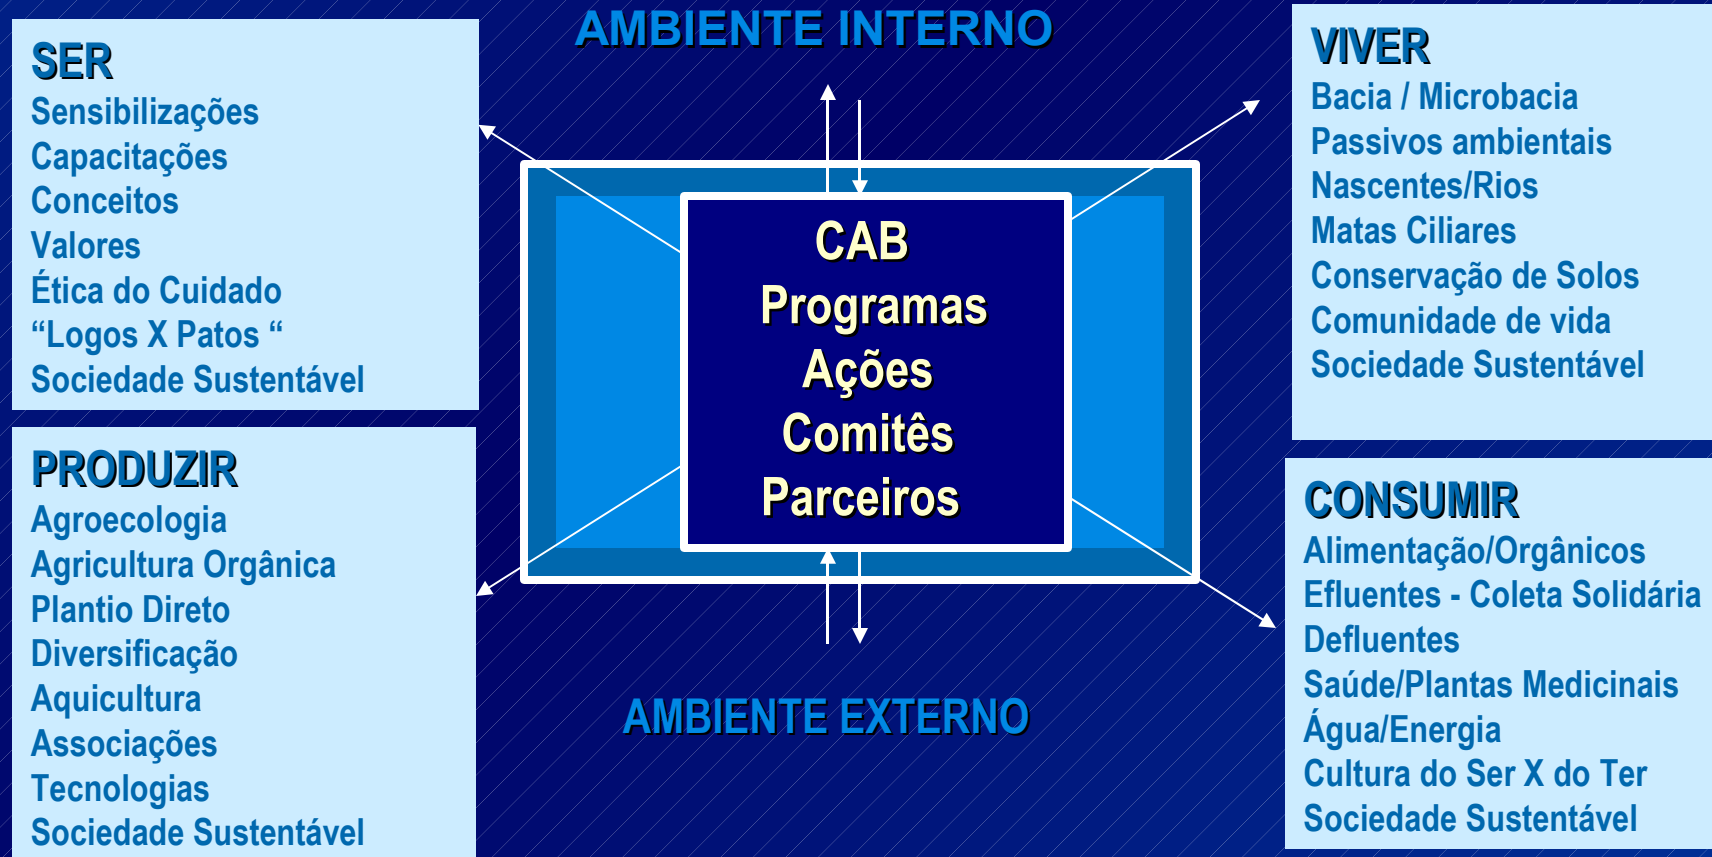 AMBIENTE INTERNO
SER
Sensibilizações
Capacitações
Conceitos
Valores
Ética do Cuidado
“Logos X Patos “
Sociedade Sustentável
VIVER
Bacia / Microbacia
Passivos ambientais
Nascentes/Rios
Matas Ciliares
Conservação de Solos
Comunidade de vida
Sociedade Sustentável
CAB
Programas
Ações
Comitês
Parceiros
PRODUZIR
Agroecologia
Agricultura Orgânica
Plantio Direto
Diversificação
Aquicultura
Associações
Tecnologias
Sociedade Sustentável
CONSUMIR
Alimentação/Orgânicos
Efluentes - Coleta Solidária
Defluentes
Saúde/Plantas Medicinais
Água/Energia
Cultura do Ser X do Ter
Sociedade Sustentável
AMBIENTE EXTERNO